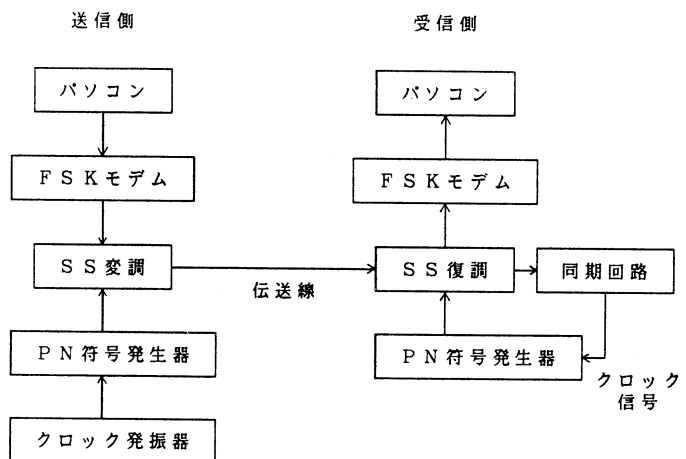 送信側
受信側
パソコン
パソコン
FSKモデム
FSKモデム
SS変調
伝送線
SS復調
同期回路
PN符号発生器
PN符号発生器
クロック
信号
クロック発振器